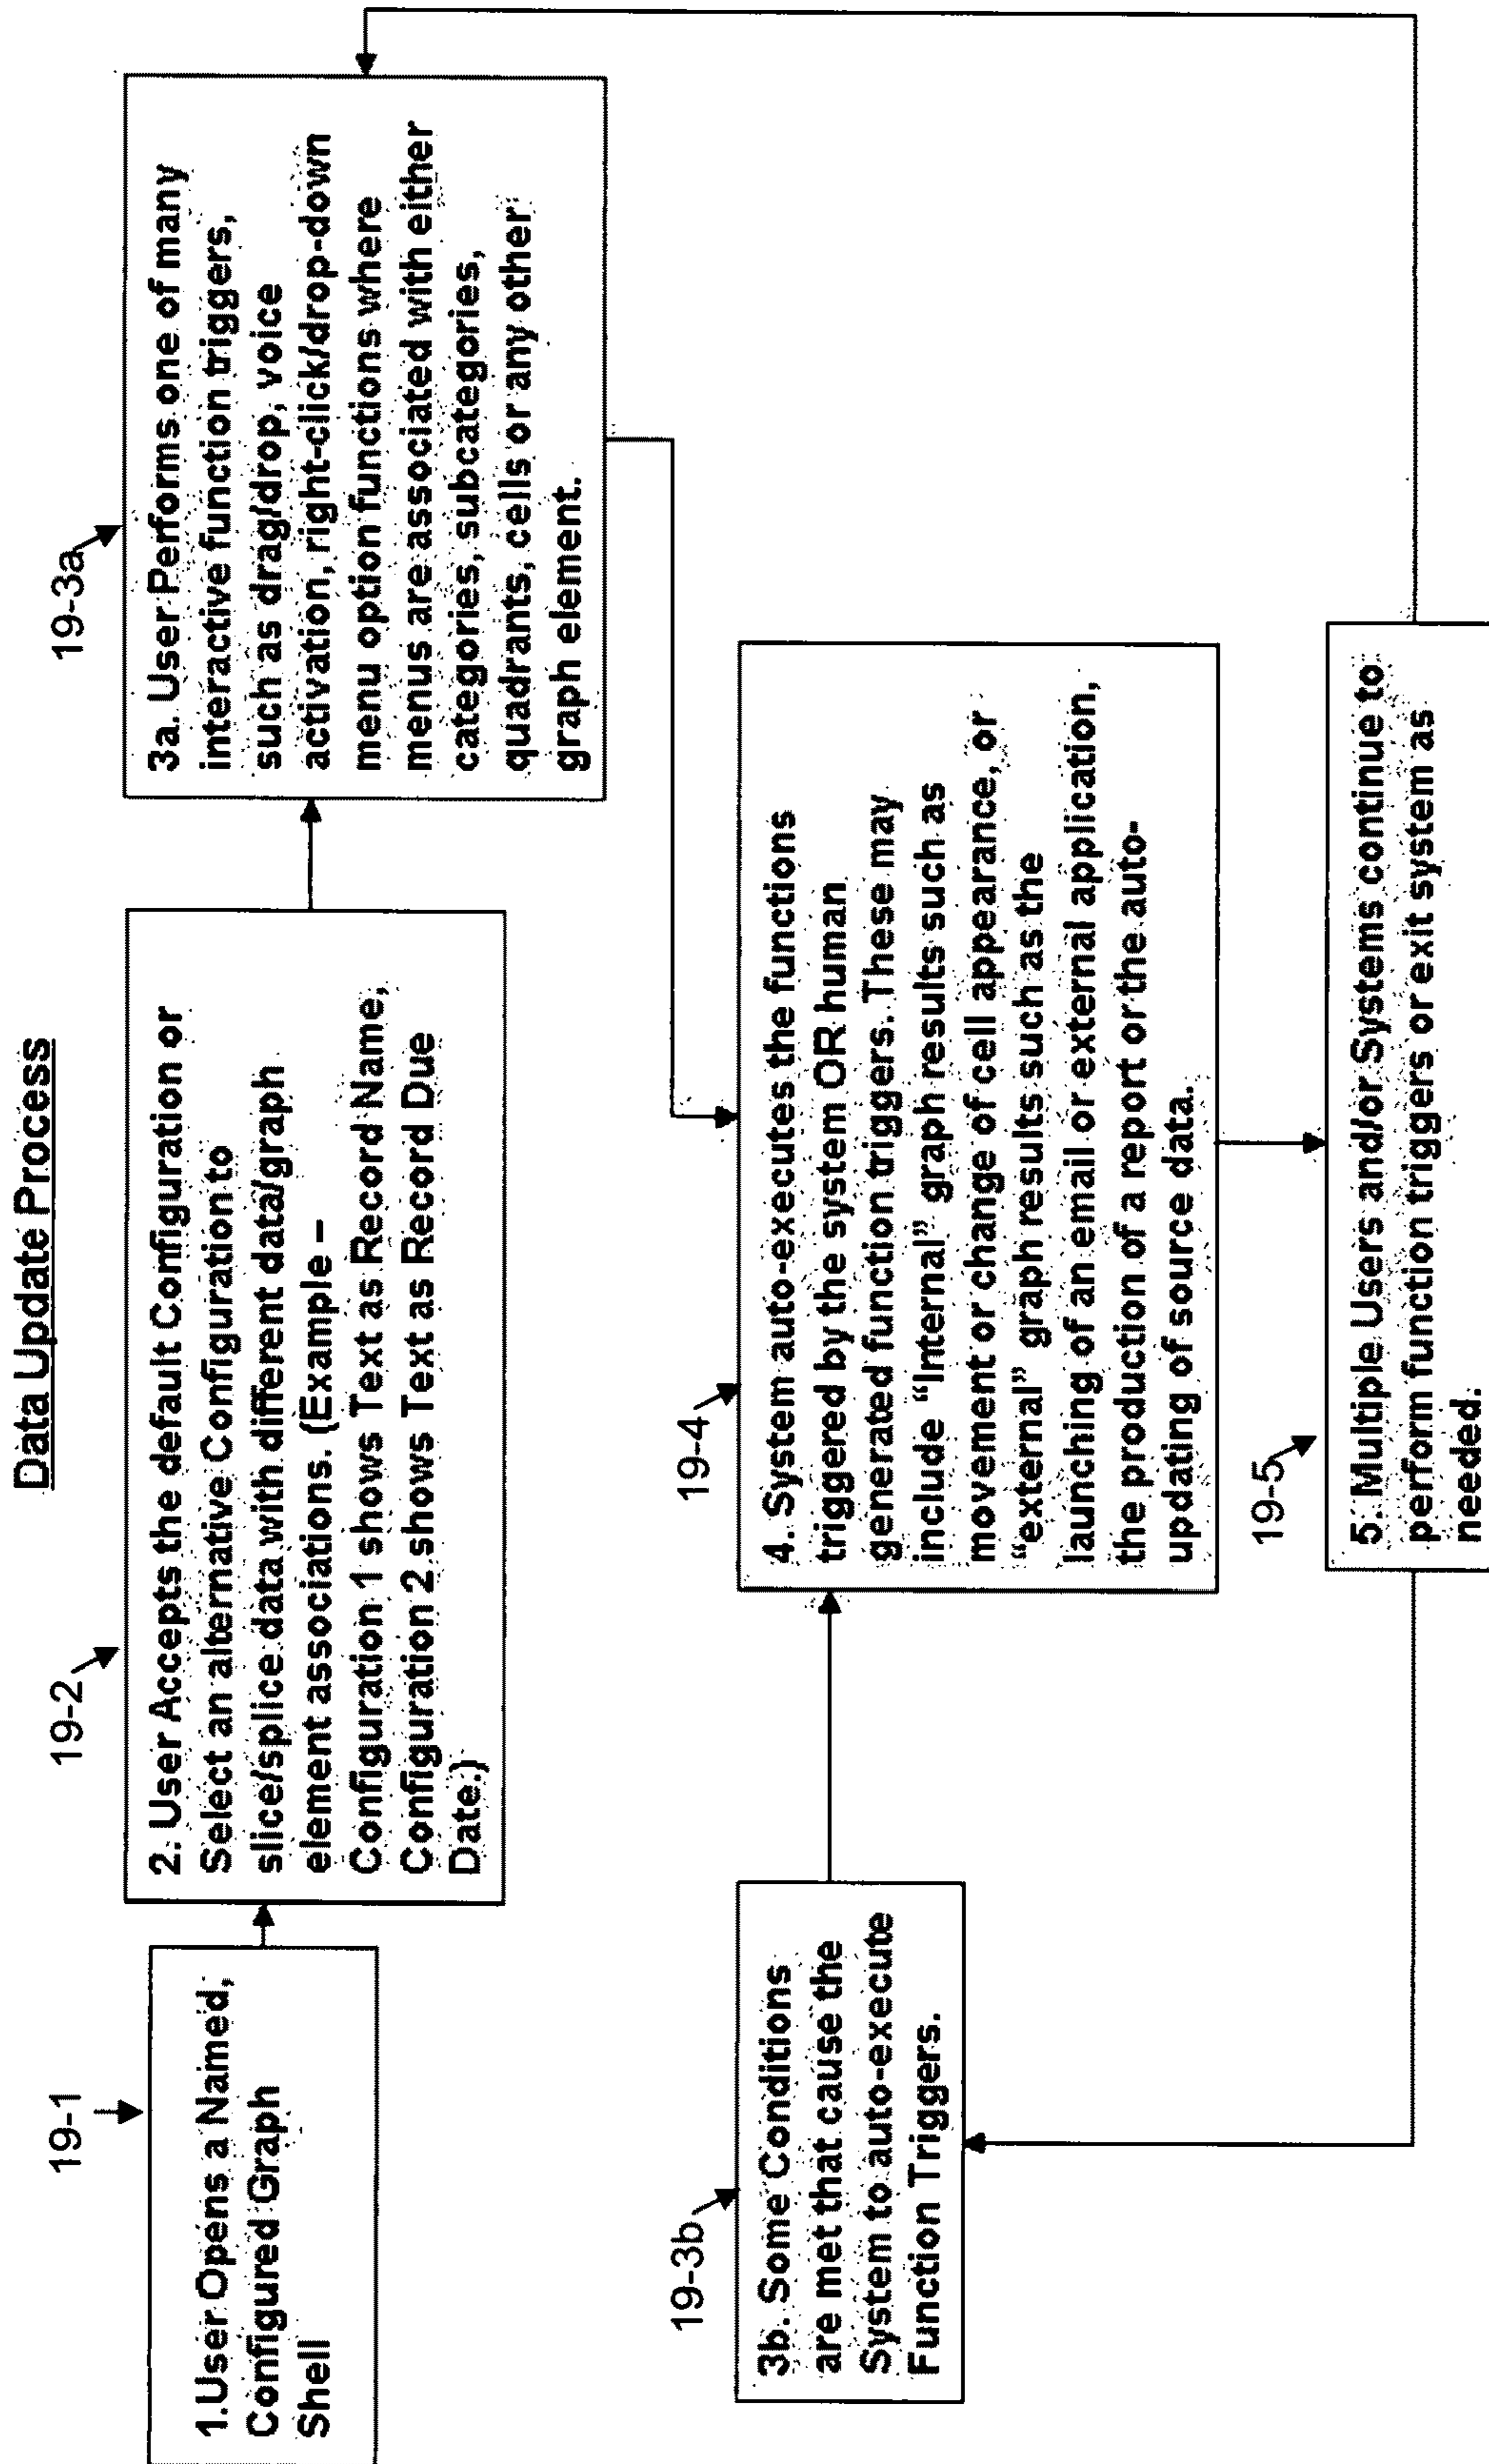 Data Update Process
19-1
1.User Opens a Named,
Configured Graph
Shell
19-2
2. User Accepts the default Configuration or
Select an alternative Configuration to
slice/splice data with different data/graph
element associations. (Example –
Configuration 1 shows Text as Record Name,
Configuration 2 shows Text as Record Due
Date.)
19-3a
3a. User Performs one of many
interactive function triggers,
such as drag/drop, voice
activation, right-click/drop-down
menu option functions where
menus are associated with either
categories, subcategories,
quadrants, cells or any other
graph element.
19-3b
3b. Some Conditions
are met that cause the
System to auto-execute
Function Triggers.
19-4
4. System auto-executes the functions
triggered by the system OR human
generated function triggers. These may
include “Internal” graph results such as
movement or change of cell appearance, or
“external” graph results such as the
launching of an email or external application,
the production of a report or the auto-
updating of source data.
19-5
5. Multiple Users and/or Systems continue to
perform function triggers or exit system as
needed.